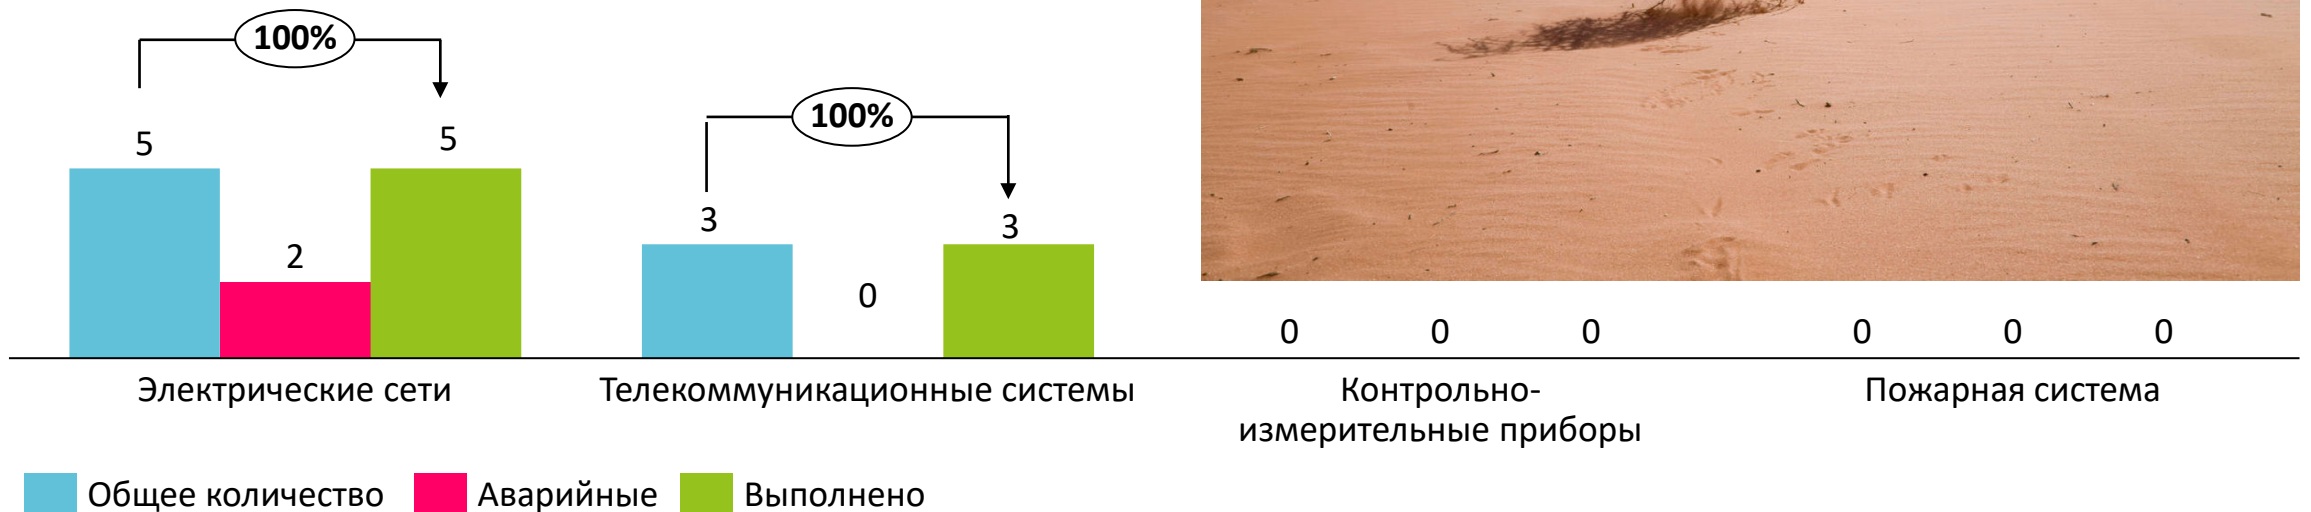 100%
100%
5
2
5
3
0
3
0 0 0
0 0 0
Электрические сети
Телекоммуникационные системы
Контрольно-
измерительные приборы
Пожарная система
Общее количество
Аварийные
Выполнено